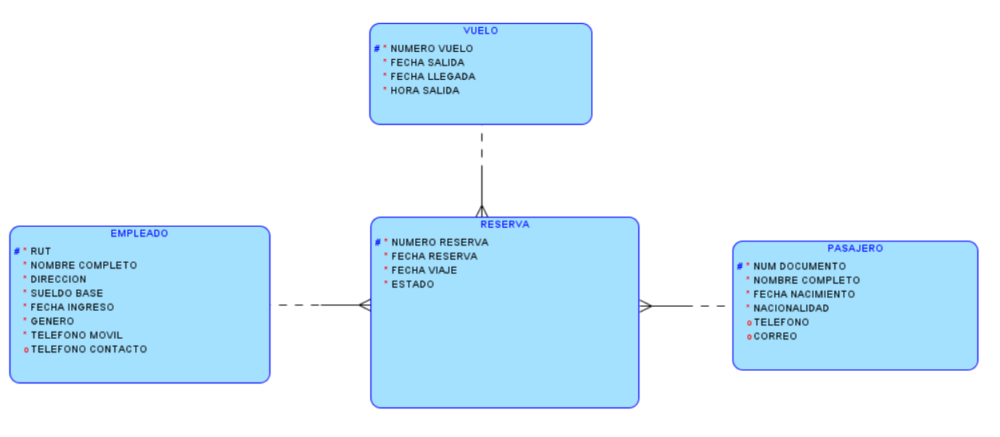 VUELO
# * NUMERO VUELO
* FECHA SALIDA
* FECHA LLEGADA
* HORA SALIDA
EMPLEADO
# * RUT
* NOMBRE COMPLETO
* DIRECCION
* SUELDO BASE
* FECHA INGRESO
* GENERO
* TELEFONO MOVIL
o TELEFONO CONTACTO
RESERVA
# * NUMERO RESERVA
* FECHA RESERVA
* FECHA VIAJE
* ESTADO
PASAJERO
# * NUM DOCUMENTO
* NOMBRE COMPLETO
* FECHA NACIMIENTO
* NACIONALIDAD
o TELEFONO
o CORREO